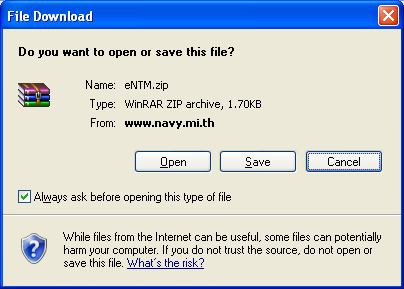 File Download
Do you want to open or save this file?
Name: eNTM.zip
Type: WinRAR ZIP archive, 1.70KB
From: www.navy.mi.th
Open Save Cancel
Always ask before opening this type of file
While files from the Internet can be useful, some files can potentially
harm your computer. If you do not trust the source, do not open or
save this file. What's the risk?